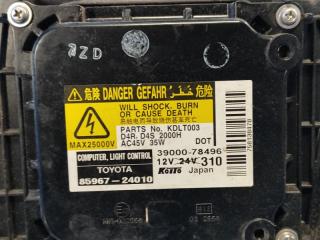 ZZD
危険 DANGER GEFAHR خطر 危险
WILL SHOCK, BURN
OR CAUSE DEATH
MAX25000V
PARTS No. KDLT003
D4R, D4S 2000H
AC45V 35W DOT
COMPUTER, LIGHT CONTROL
TOYOTA
85967-24010
39000-78496
12V 24V 310
KOITO Japan